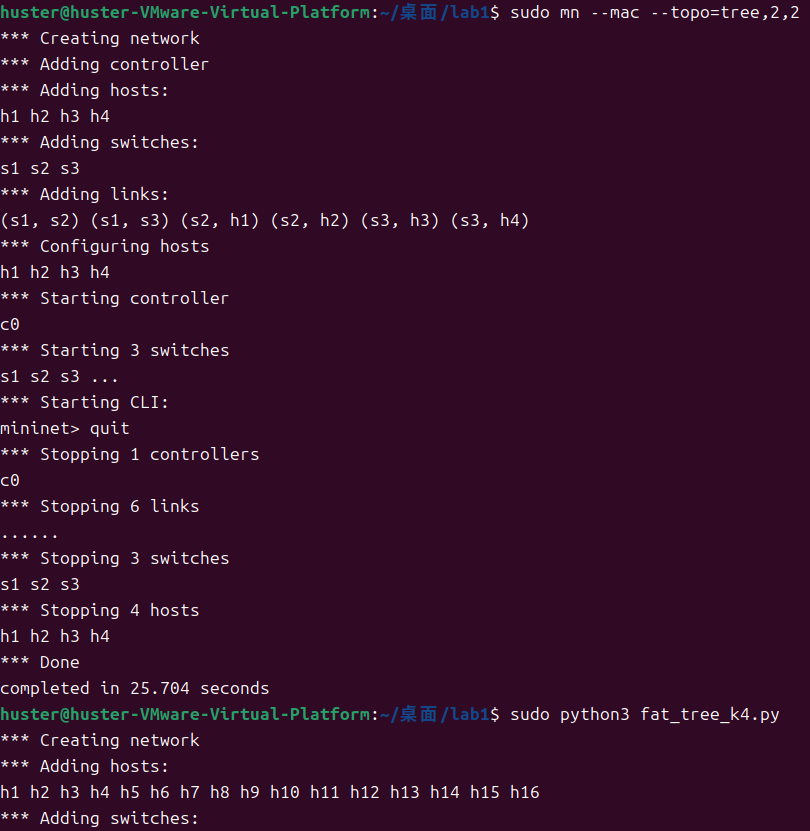 huster@huster-VMware-Virtual-Platform:~/桌面/lab1$ sudo mn --mac --topo=tree,2,2
*** Creating network
*** Adding controller
*** Adding hosts:
h1 h2 h3 h4
*** Adding switches:
s1 s2 s3
*** Adding links:
(s1, s2) (s1, s3) (s2, h1) (s2, h2) (s3, h3) (s3, h4)
*** Configuring hosts
h1 h2 h3 h4
*** Starting controller
c0
*** Starting 3 switches
s1 s2 s3 ...
*** Starting CLI:
mininet> quit
*** Stopping 1 controllers
c0
*** Stopping 6 links
......
*** Stopping 3 switches
s1 s2 s3
*** Stopping 4 hosts
h1 h2 h3 h4
*** Done
completed in 25.704 seconds
huster@huster-VMware-Virtual-Platform:~/桌面/lab1$ sudo python3 fat_tree_k4.py
*** Creating network
*** Adding hosts:
h1 h2 h3 h4 h5 h6 h7 h8 h9 h10 h11 h12 h13 h14 h15 h16
*** Adding switches: